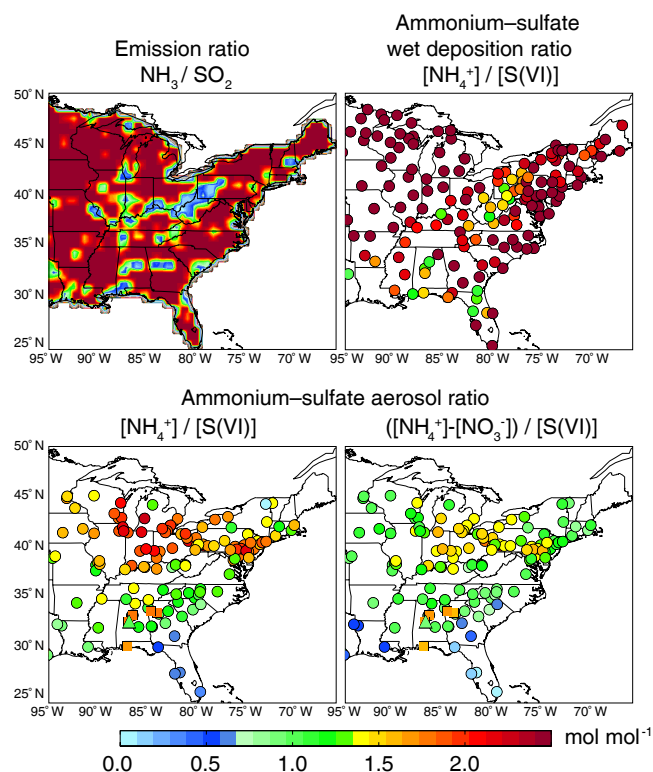 Emission ratio
NH₃ / SO₂
Ammonium–sulfate
wet deposition ratio
[NH₄⁺] / [S(VI)]
50° N
45° N
40° N
35° N
30° N
25° N
95° W 90° W 85° W 80° W 75° W 70° W
95° W 90° W 85° W 80° W 75° W 70° W
Ammonium–sulfate aerosol ratio
[NH₄⁺] / [S(VI)]
([NH₄⁺]-[NO₃⁻]) / [S(VI)]
50° N
45° N
40° N
35° N
30° N
25° N
95° W 90° W 85° W 80° W 75° W 70° W
95° W 90° W 85° W 80° W 75° W 70° W
0.0 0.5 1.0 1.5 2.0 mol mol⁻¹